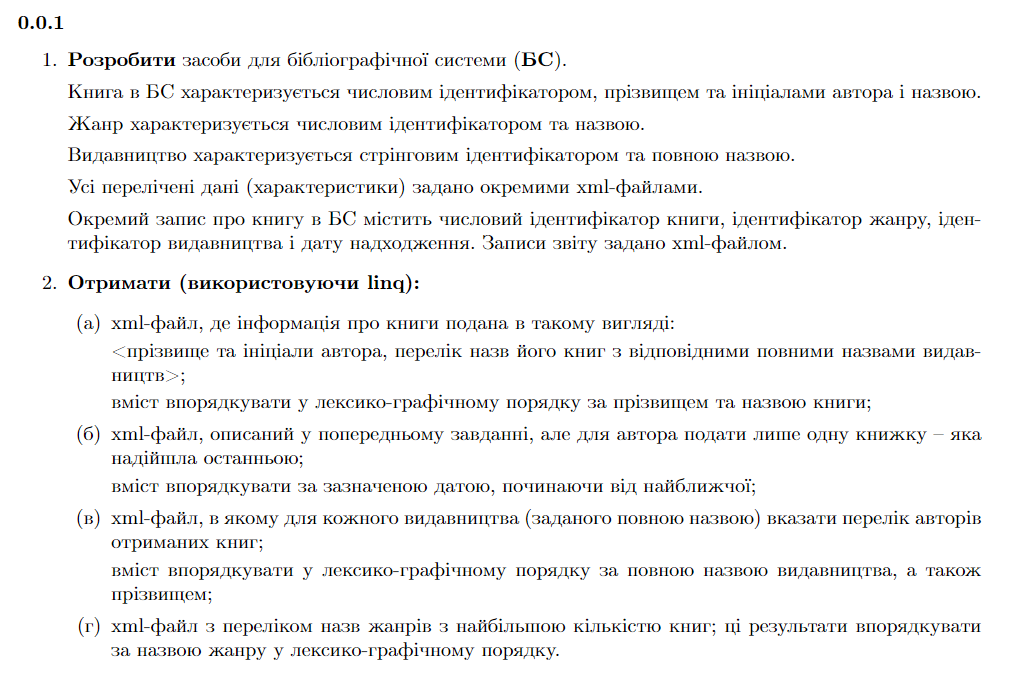 0.0.1
1. Розробити засоби для бібліографічної системи (БС).
Книга в БС характеризується числовим ідентифікатором, прізвищем та ініціалами автора і назвою.
Жанр характеризується числовим ідентифікатором та назвою.
Видавництво характеризується стрінговим ідентифікатором та повною назвою.
Усі перелічені дані (характеристики) задано окремими xml-файлами.
Окремий запис про книгу в БС містить числовий ідентифікатор книги, ідентифікатор жанру, іден-
тифікатор видавництва і дату надходження. Записи звіту задано xml-файлом.
2. Отримати (використовуючи linq):
(а) xml-файл, де інформація про книги подана в такому вигляді:
<прізвище та ініціали автора, перелік назв його книг з відповідними повними назвами видав-
ництв>;
вміст впорядкувати у лексико-графічному порядку за прізвищем та назвою книги;
(б) xml-файл, описаний у попередньому завданні, але для автора подати лише одну книжку – яка
надійшла останньою;
вміст впорядкувати за зазначеною датою, починаючи від найближчої;
(в) xml-файл, в якому для кожного видавництва (заданого повною назвою) вказати перелік авторів
отриманих книг;
вміст впорядкувати у лексико-графічному порядку за повною назвою видавництва, а також
прізвищем;
(г) xml-файл з переліком назв жанрів з найбільшою кількістю книг; ці результати впорядкувати
за назвою жанру у лексико-графічному порядку.